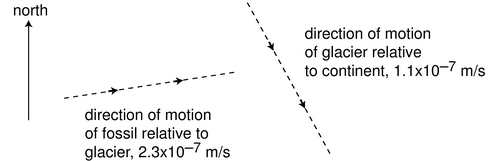 north
direction of motion
of fossil relative to
glacier, 2.3x10⁻⁷ m/s
direction of motion
of glacier relative
to continent, 1.1x10⁻⁷ m/s